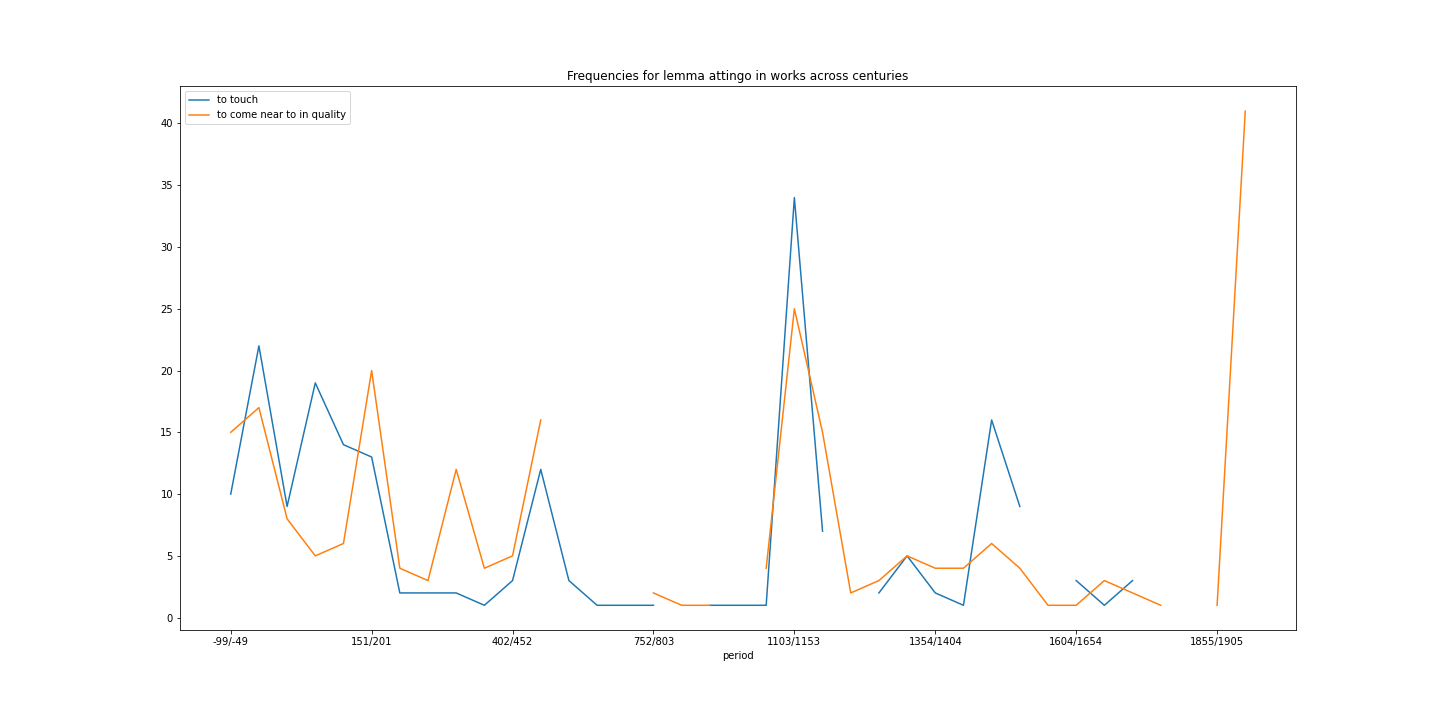 Frequencies for lemma attingo in works across centuries
to touch
to come near to in quality
40
35
30
25
20
15
10
5
0
-99/-49 151/201 402/452 752/803 1103/1153 1354/1404 1604/1654 1855/1905
period